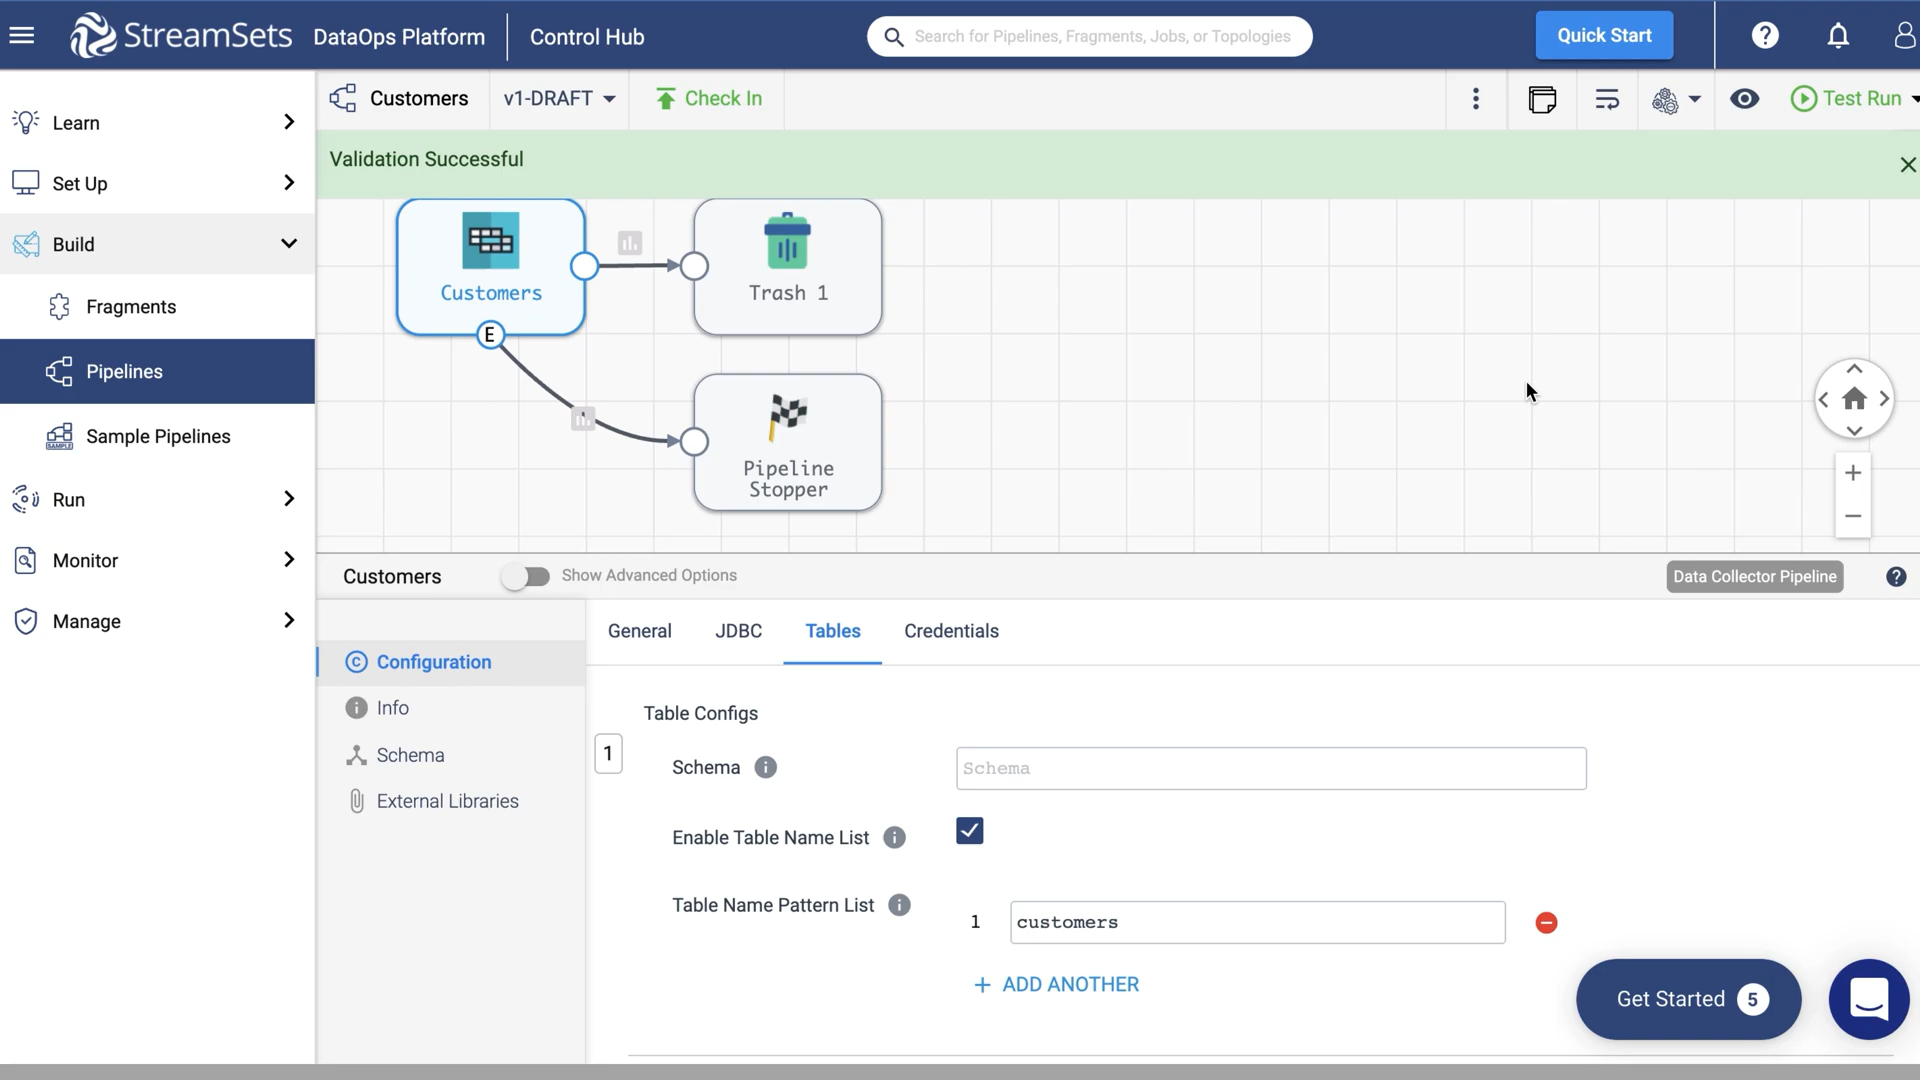 StreamSets DataOps Platform Control Hub
Search for Pipelines, Fragments, Jobs, or Topologies
Quick Start
?
Learn
Set Up
Build
Fragments
Pipelines
Sample Pipelines
SAMPLE
Run
Monitor
Manage
Customers
v1-DRAFT
Check In
Test Run
Validation Successful
Customers
Trash 1
E
Pipeline
Stopper
Customers
Show Advanced Options
Data Collector Pipeline
?
C Configuration
i Info
Schema
External Libraries
General
JDBC
Tables
Credentials
Table Configs
1
Schema i
Schema
Enable Table Name List i
Table Name Pattern List i
1
customers
+ ADD ANOTHER
Get Started 5